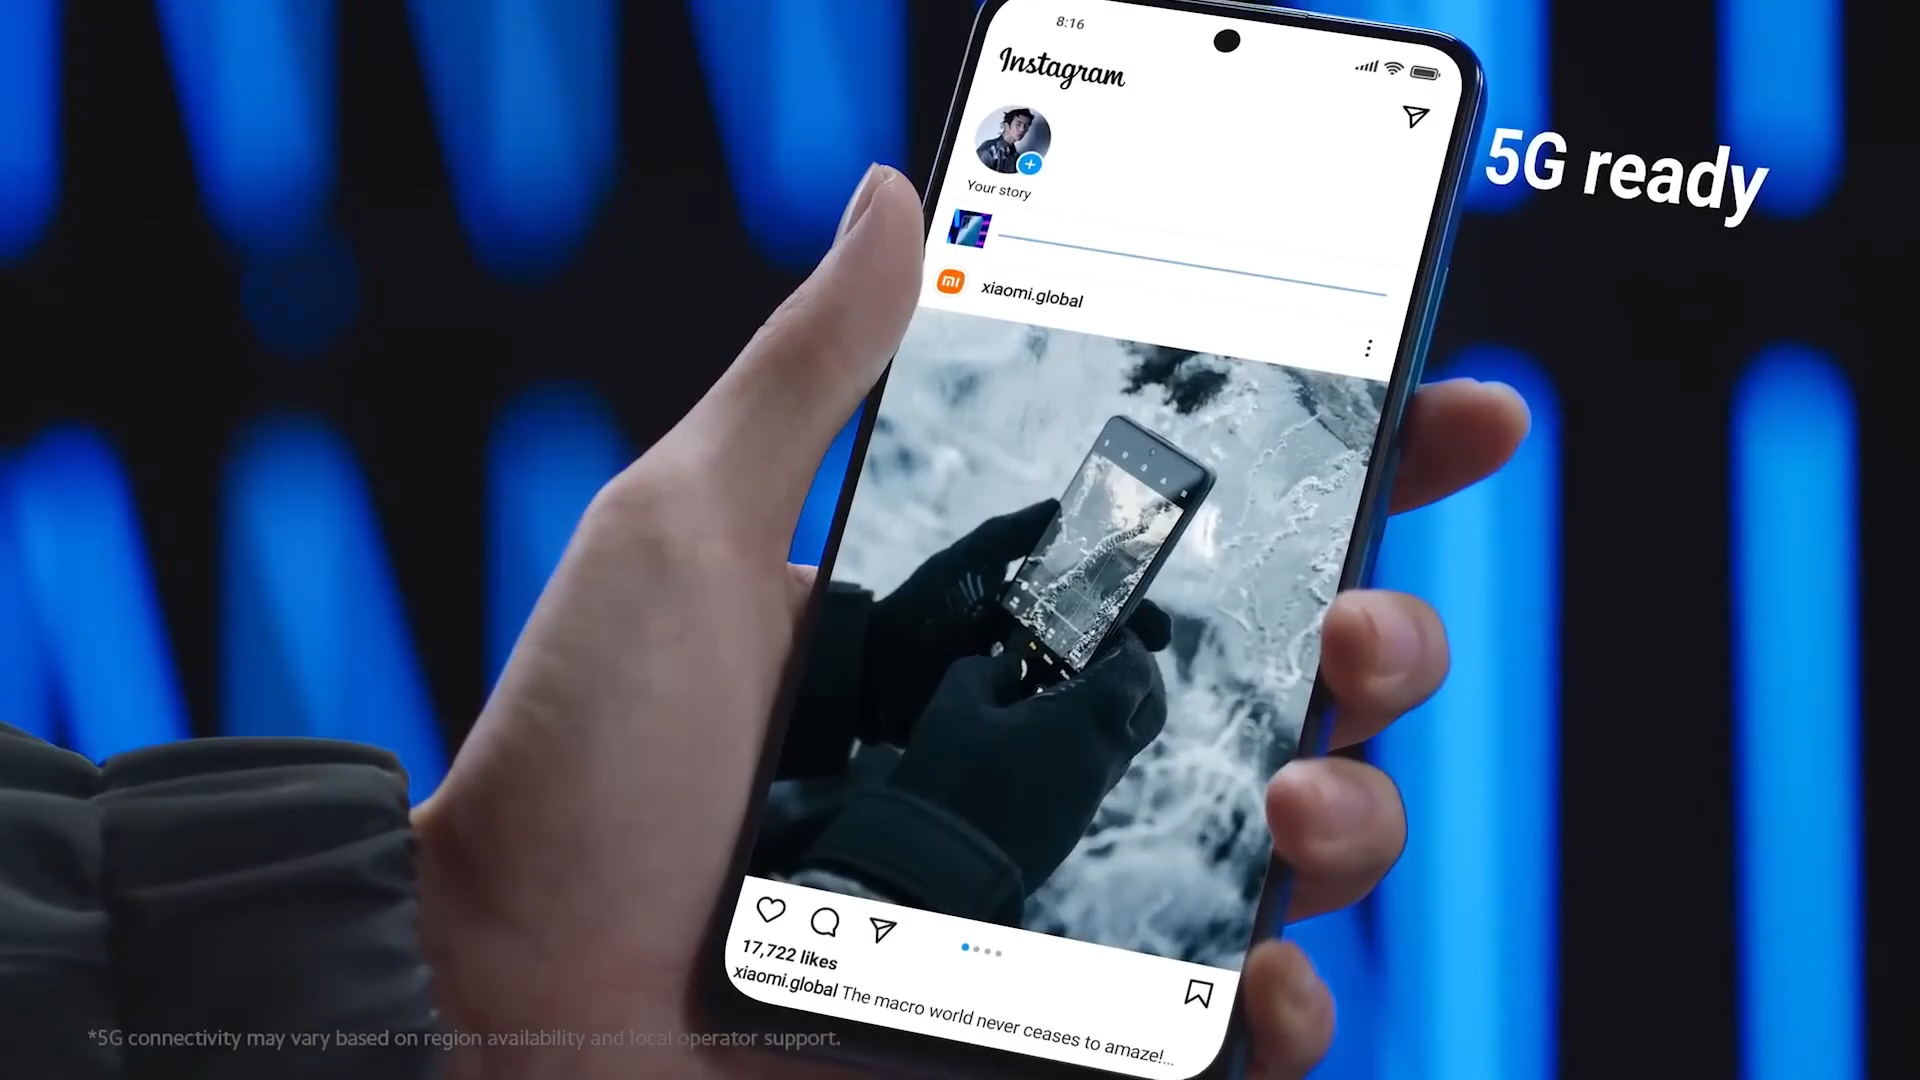 8:16
Instagram
5G ready
Your story
mi
xiaomi.global
17,722 likes
xiaomi.global The macro world never ceases to amaze!...
*5G connectivity may vary based on region availability and local operator support.